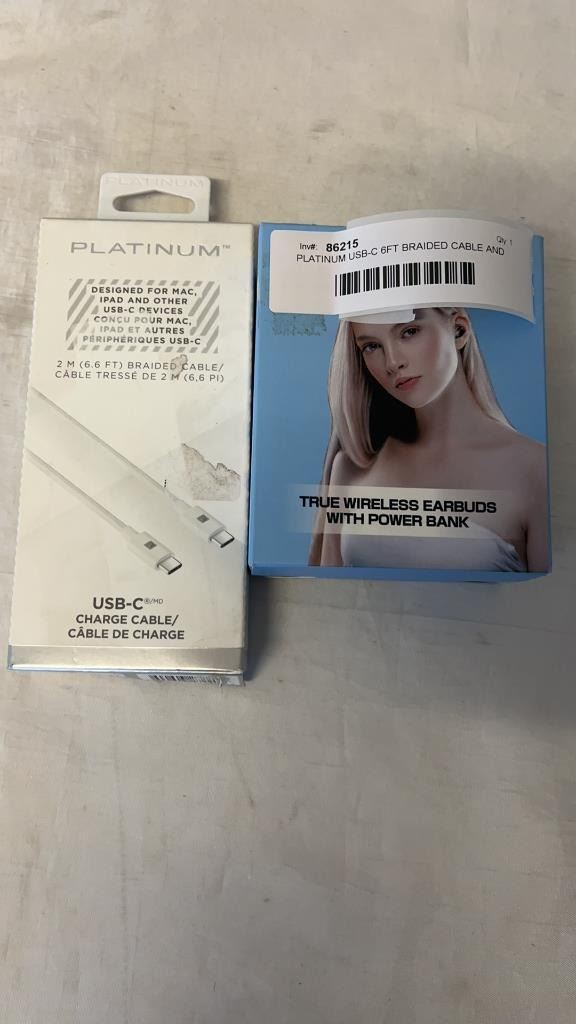 PLATINUM
PLATINUM™
DESIGNED FOR MAC,
IPAD AND OTHER
USB-C DEVICES
CONÇU POUR MAC,
IPAD ET AUTRES
PÉRIPHÉRIQUES USB-C
2 M (6.6 FT) BRAIDED CABLE/
CÂBLE TRESSÉ DE 2 M (6,6 PI)
USB-C®/MD
CHARGE CABLE/
CÂBLE DE CHARGE
Inv#: 86215 Qty 1
PLATINUM USB-C 6FT BRAIDED CABLE AND
TRUE WIRELESS EARBUDS
WITH POWER BANK